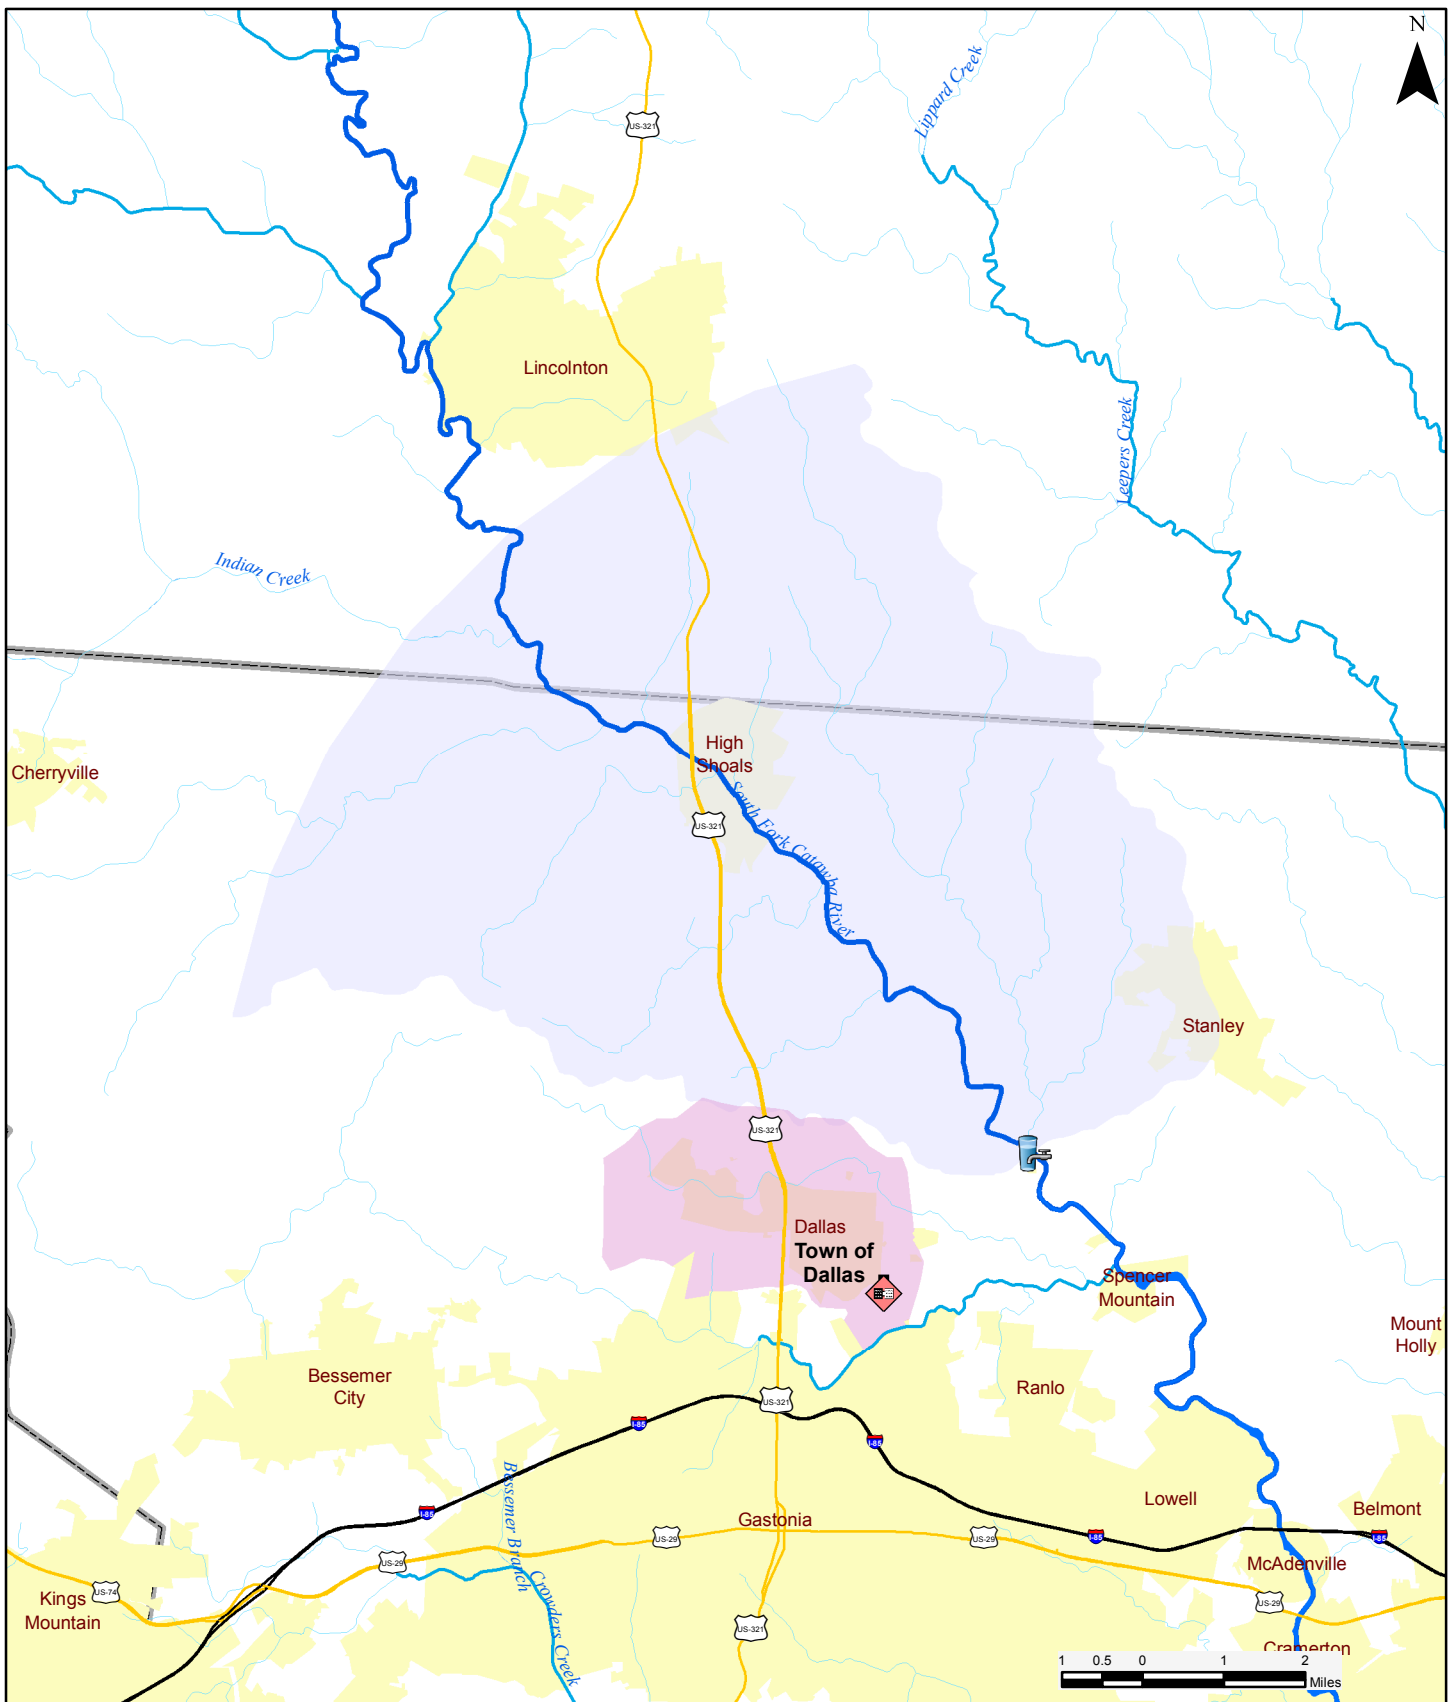 N
Lippard Creek
US-321
Lincolnton
Leepers Creek
Indian Creek
High
Shoals
Cherryville
US-321
South Fork Catawba River
Stanley
US-321
Dallas
Town of
Dallas
Spencer
Mountain
Mount
Holly
Bessemer
City
Ranlo
US-321
I-85
I-85
Bessemer Branch
Lowell
I-85
Gastonia
Belmont
US-29
US-29
I-85
I-85
US-29
McAdenville
Kings
Mountain
US-74
Crowders Creek
US-29
US-321
Cramerton
1 0.5 0 1 2
Miles